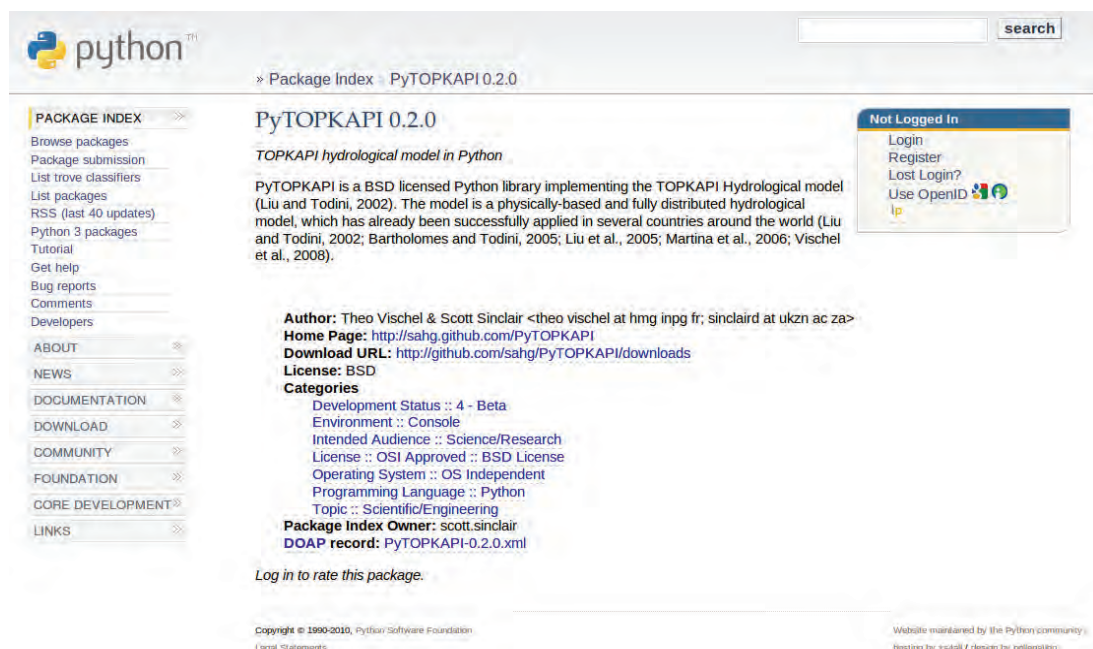 python™
search
» Package Index PyTOPKAPI 0.2.0
PACKAGE INDEX »
Browse packages
Package submission
List trove classifiers
List packages
RSS (last 40 updates)
Python 3 packages
Tutorial
Get help
Bug reports
Comments
Developers
ABOUT »
NEWS »
DOCUMENTATION »
DOWNLOAD »
COMMUNITY »
FOUNDATION »
CORE DEVELOPMENT »
LINKS »
PyTOPKAPI 0.2.0
TOPKAPI hydrological model in Python
PyTOPKAPI is a BSD licensed Python library implementing the TOPKAPI Hydrological model
(Liu and Todini, 2002). The model is a physically-based and fully distributed hydrological
model, which has already been successfully applied in several countries around the world (Liu
and Todini, 2002; Bartholomes and Todini, 2005; Liu et al., 2005; Martina et al., 2006; Vischel
et al., 2008).
Author: Theo Vischel & Scott Sinclair <theo vischel at hmg inpg fr; sinclaird at ukzn ac za>
Home Page: http://sahg.github.com/PyTOPKAPI
Download URL: http://github.com/sahg/PyTOPKAPI/downloads
License: BSD
Categories
Development Status :: 4 - Beta
Environment :: Console
Intended Audience :: Science/Research
License :: OSI Approved :: BSD License
Operating System :: OS Independent
Programming Language :: Python
Topic :: Scientific/Engineering
Package Index Owner: scott.sinclair
DOAP record: PyTOPKAPI-0.2.0.xml
Log in to rate this package.
Not Logged In
Login
Register
Lost Login?
Use OpenID
lp
Copyright © 1990-2010, Python Software Foundation
Legal Statements
Website maintained by the Python community
hosting by xs4all / design by pollenation